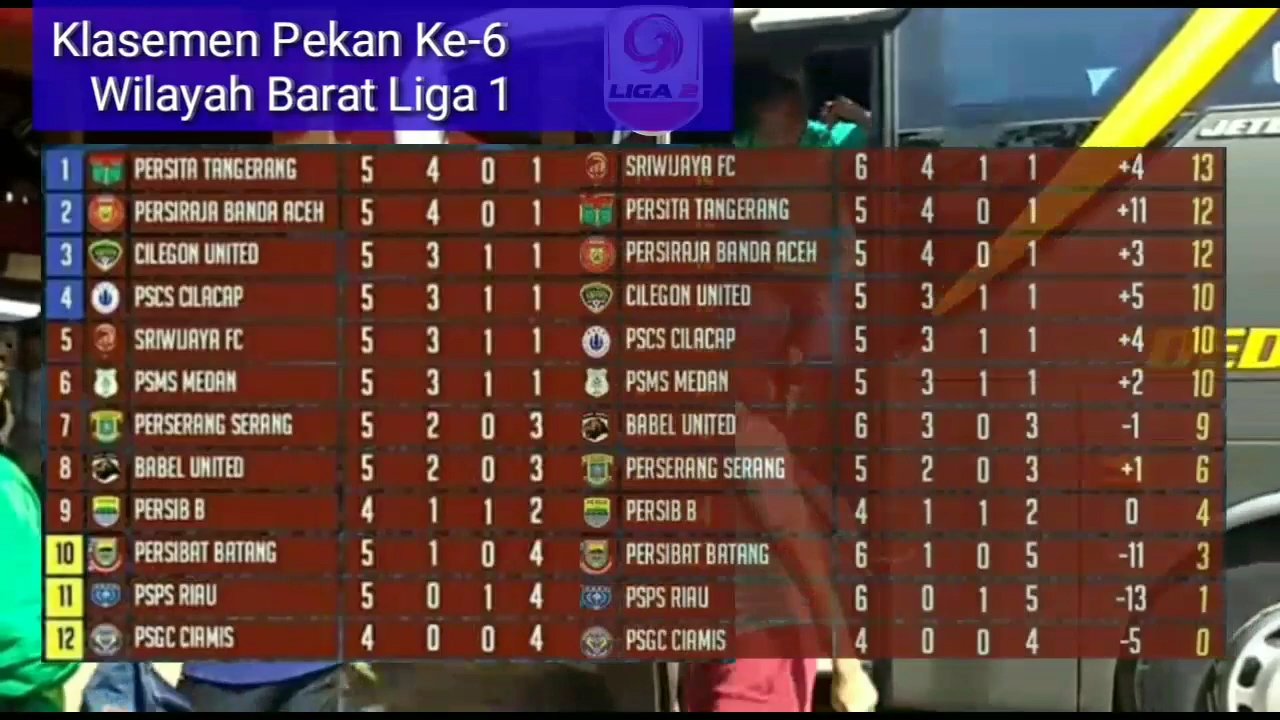 Klasemen Pekan Ke-6
Wilayah Barat Liga 1
LIGA 2
JETB
1 PERSITA TANGERANG 5 4 0 1 SRIWIJAYA FC 6 4 1 1 +4 13
2 PERSIRAJA BANDA ACEH 5 4 0 1 PERSITA TANGERANG 5 4 0 1 +11 12
3 CILEGON UNITED 5 3 1 1 PERSIRAJA BANDA ACEH 5 4 0 1 +3 12
4 PSCS CILACAP 5 3 1 1 CILEGON UNITED 5 3 1 1 +5 10
5 SRIWIJAYA FC 5 3 1 1 PSCS CILACAP 5 3 1 1 +4 10
6 PSMS MEDAN 5 3 1 1 PSMS MEDAN 5 3 1 1 +2 10
7 PERSERANG SERANG 5 2 0 3 BABEL UNITED 6 3 0 3 -1 9
8 BABEL UNITED 5 2 0 3 PERSERANG SERANG 5 2 0 3 +1 6
9 PERSIB B 4 1 1 2 PERSIB B 4 1 1 2 0 4
10 PERSIBAT BATANG 5 1 0 4 PERSIBAT BATANG 6 1 0 5 -11 3
11 PSPS RIAU 5 0 1 4 PSPS RIAU 6 0 1 5 -13 1
12 PSGC CIAMIS 4 0 0 4 PSGC CIAMIS 4 0 0 4 -5 0